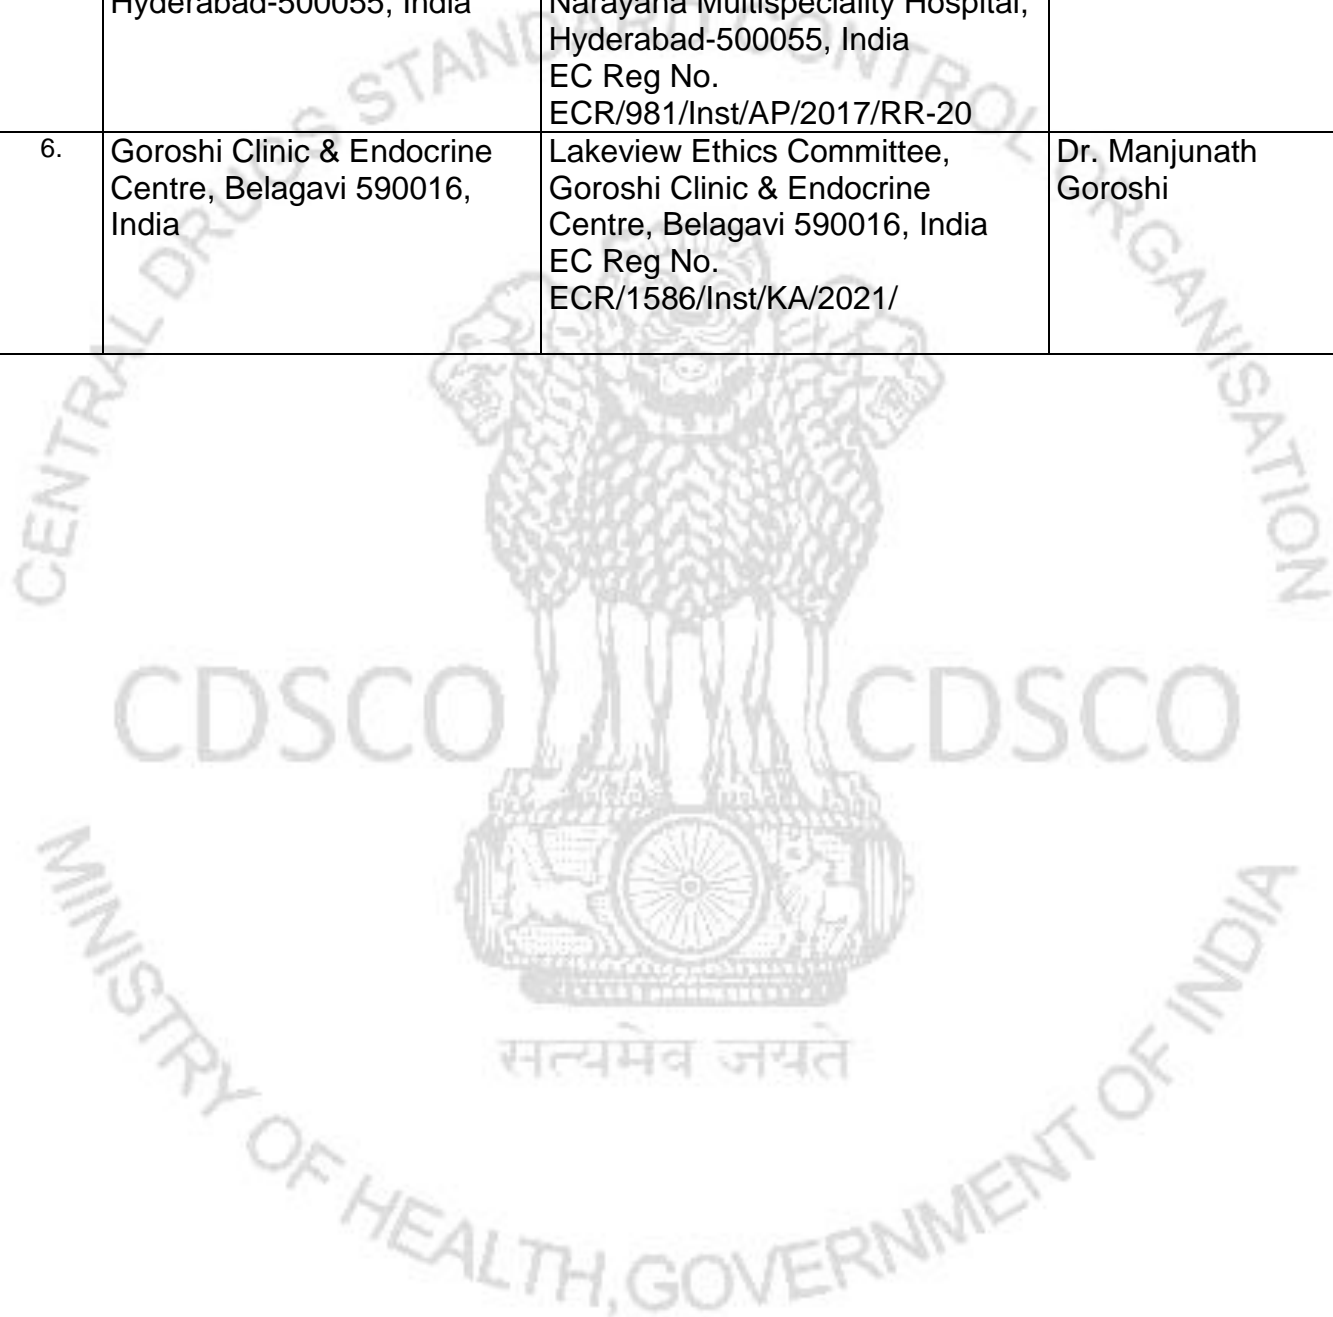 Hyderabad-500055, India
Narayana Multispeciality Hospital,
Hyderabad-500055, India
EC Reg No.
ECR/981/Inst/AP/2017/RR-20
6.
Goroshi Clinic & Endocrine
Centre, Belagavi 590016,
India
Lakeview Ethics Committee,
Goroshi Clinic & Endocrine
Centre, Belagavi 590016, India
EC Reg No.
ECR/1586/Inst/KA/2021/
Dr. Manjunath
Goroshi
CENTRAL DRUGS STANDARD CONTROL ORGANISATION
CDSCO CDSCO
सत्यमेव जयते
MINISTRY OF HEALTH, GOVERNMENT OF INDIA